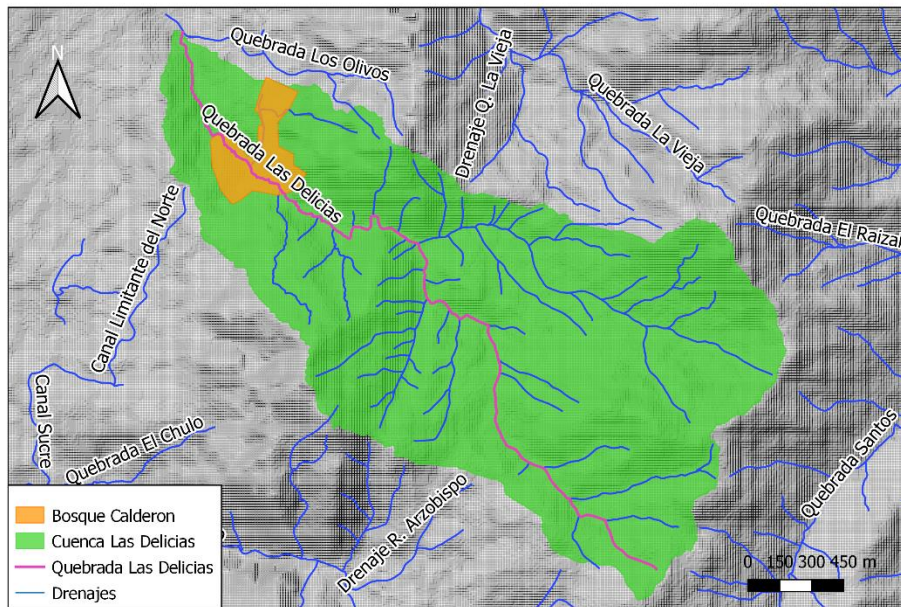 N
Quebrada Los Olivos
Drenaje Q. La Vieja
Quebrada La Vieja
Quebrada Las Delicias
Quebrada El Raizal
Canal Limitante del Norte
Canal Sucre
Quebrada El Chulo
Drenaje R. Arzobispo
Quebrada Santos
Bosque Calderon
Cuenca Las Delicias
Quebrada Las Delicias
Drenajes
0 150 300 450 m